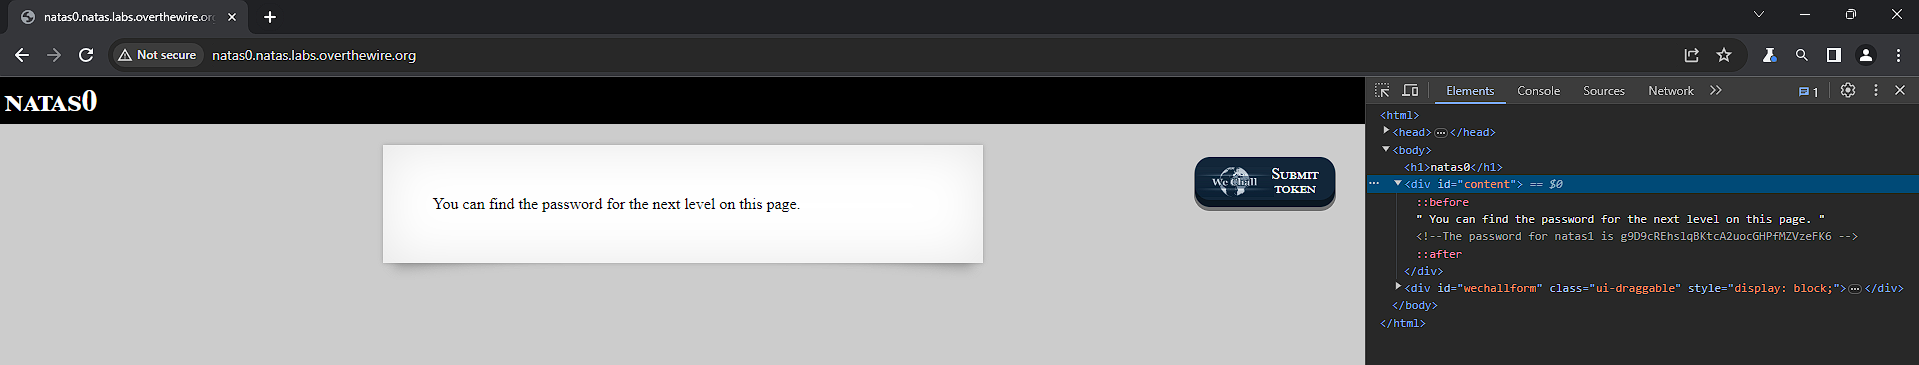 natas0.natas.labs.overthewire.org
Not secure
natas0.natas.labs.overthewire.org
NATAS0
You can find the password for the next level on this page.
We Chall
SUBMIT
TOKEN
Elements Console Sources Network 1
<html>
<head> </head>
<body>
<h1>natas0</h1>
<div id="content"> == $0
::before
" You can find the password for the next level on this page. "
<!--The password for natas1 is g9D9cREhslqBKtcA2uocGHPfMZVzeFK6 -->
::after
</div>
<div id="wechallform" class="ui-draggable" style="display: block;"> </div>
</body>
</html>